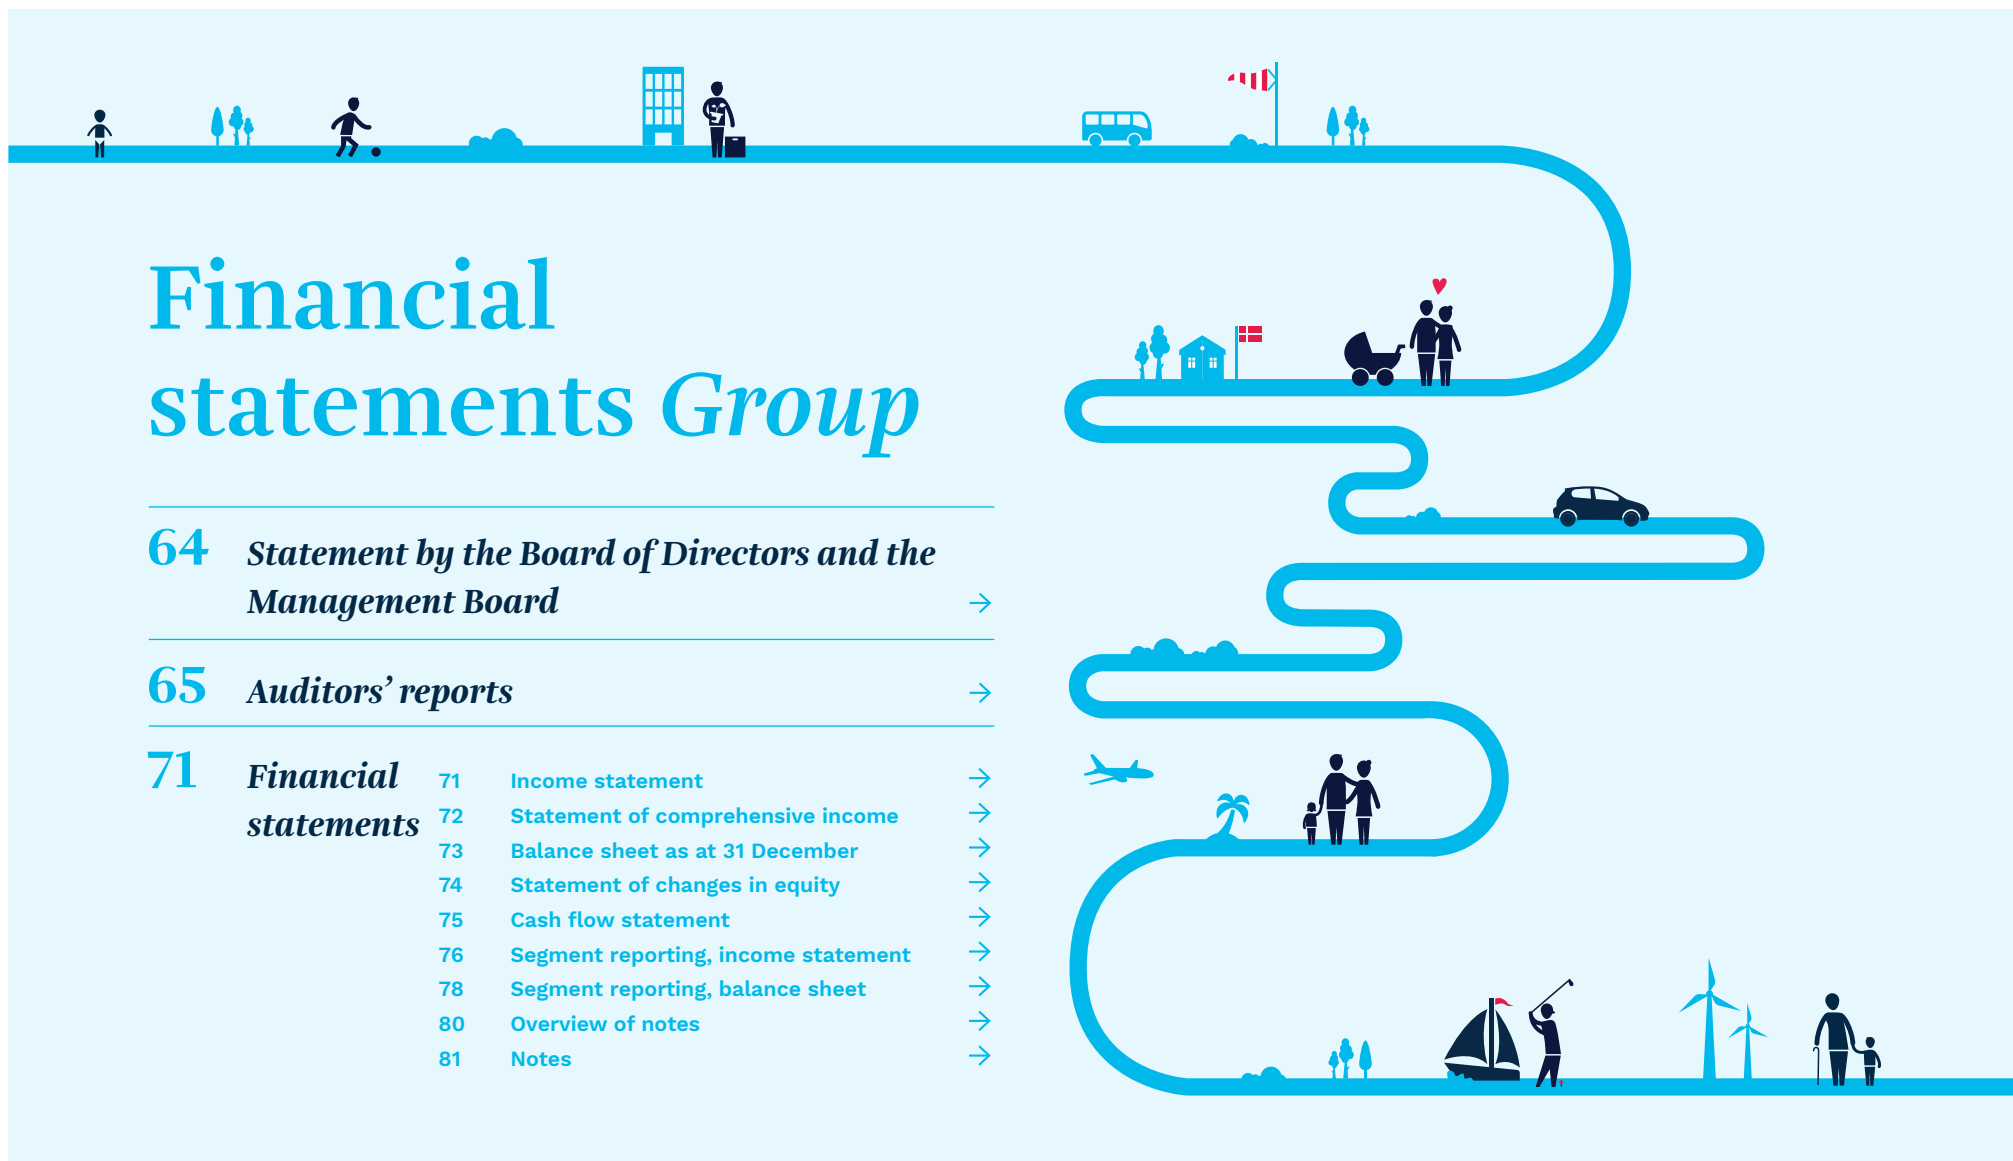 Financial
statements Group
64 Statement by the Board of Directors and the
Management Board
65 Auditors’ reports
71 Financial
statements
71 Income statement
72 Statement of comprehensive income
73 Balance sheet as at 31 December
74 Statement of changes in equity
75 Cash flow statement
76 Segment reporting, income statement
78 Segment reporting, balance sheet
80 Overview of notes
81 Notes